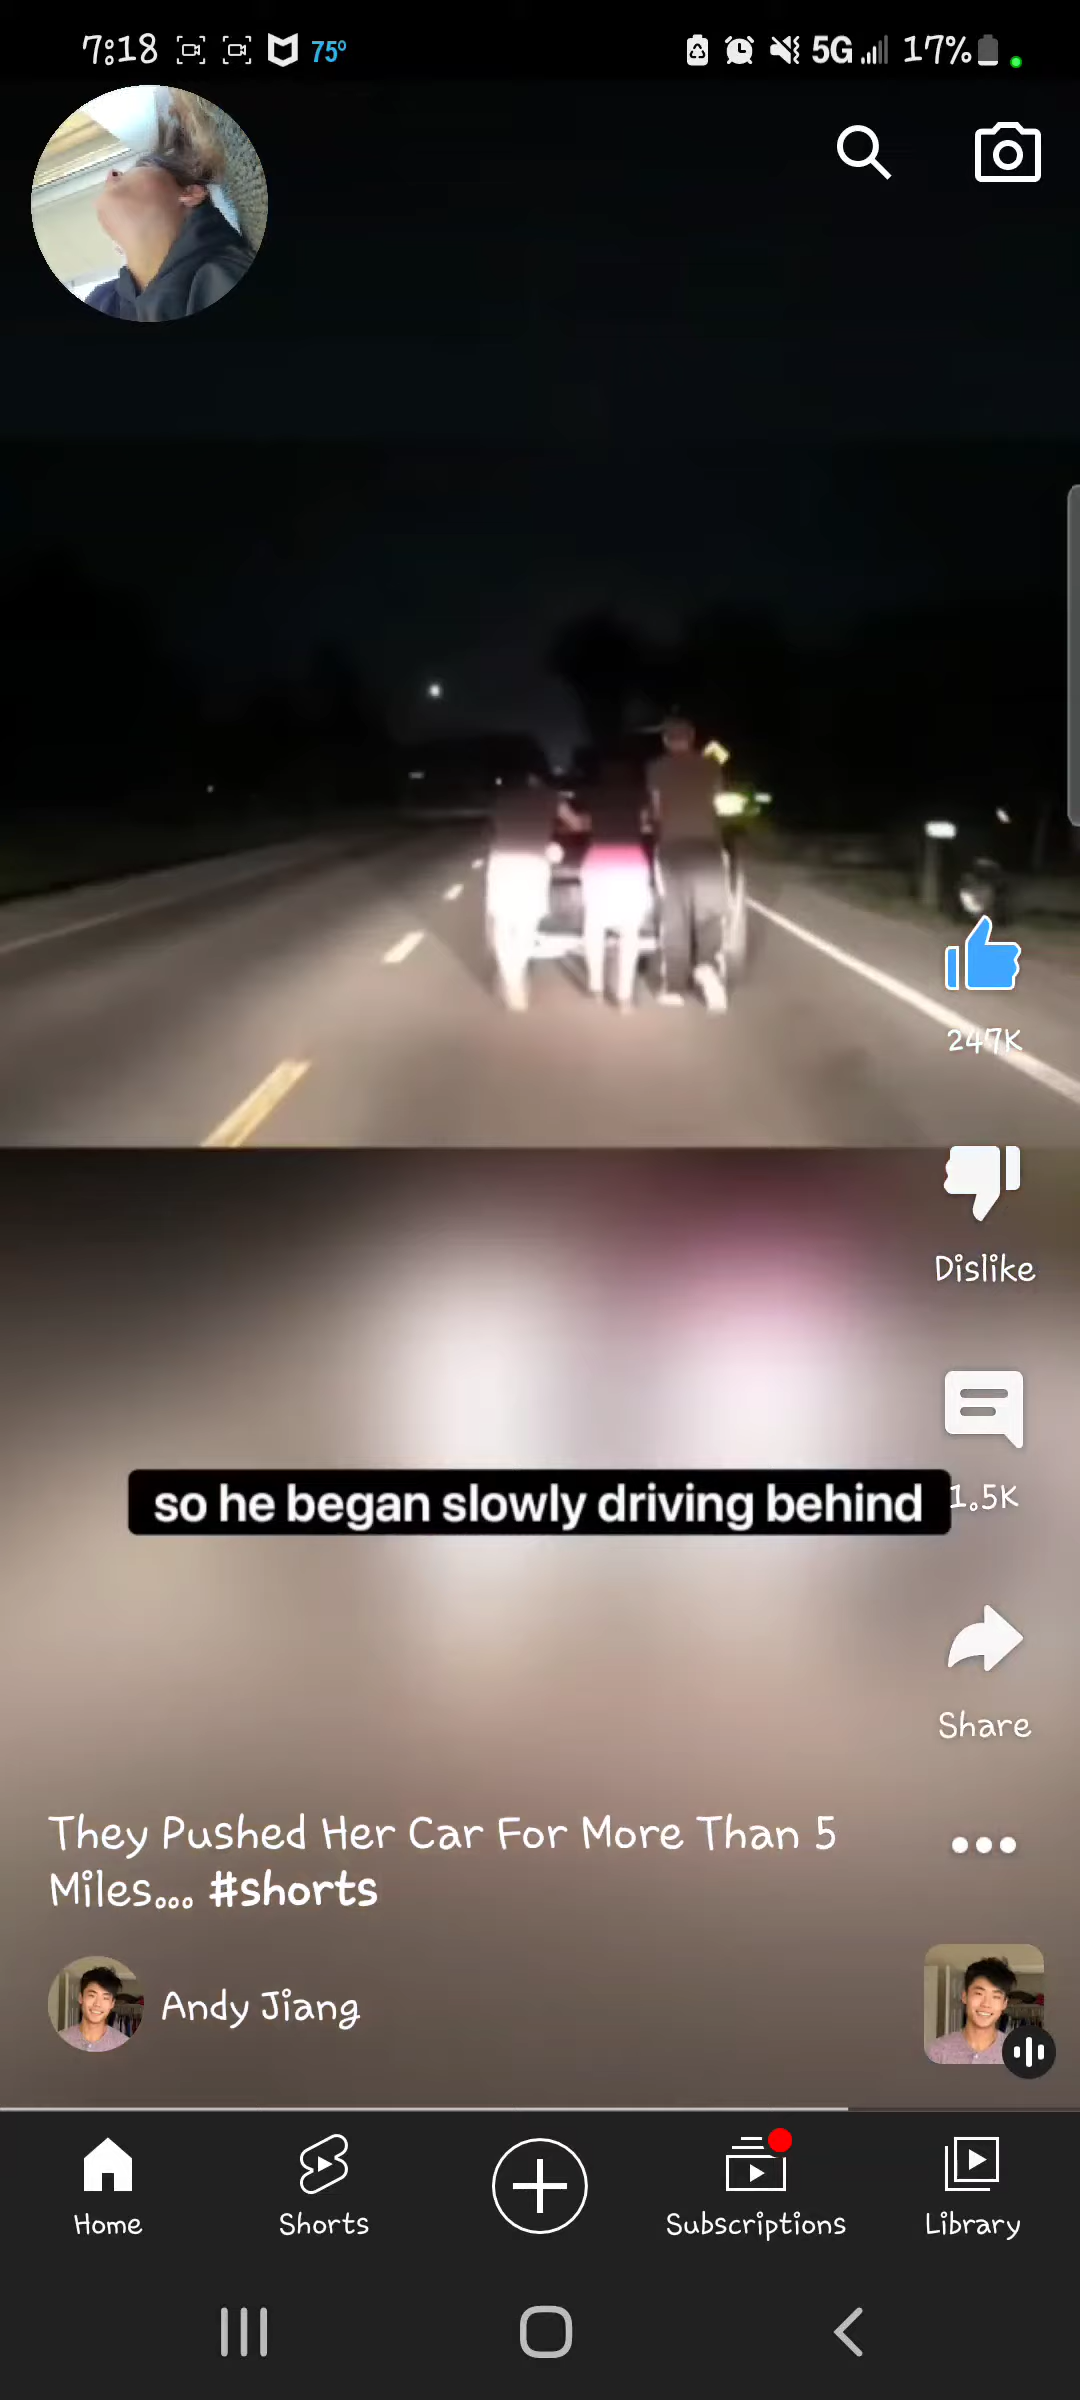 7:18 75° 5G 17%
247K
Dislike
so he began slowly driving behind
1.5K
Share
They Pushed Her Car For More Than 5
Miles... #shorts
Andy Jiang
Home Shorts Subscriptions Library